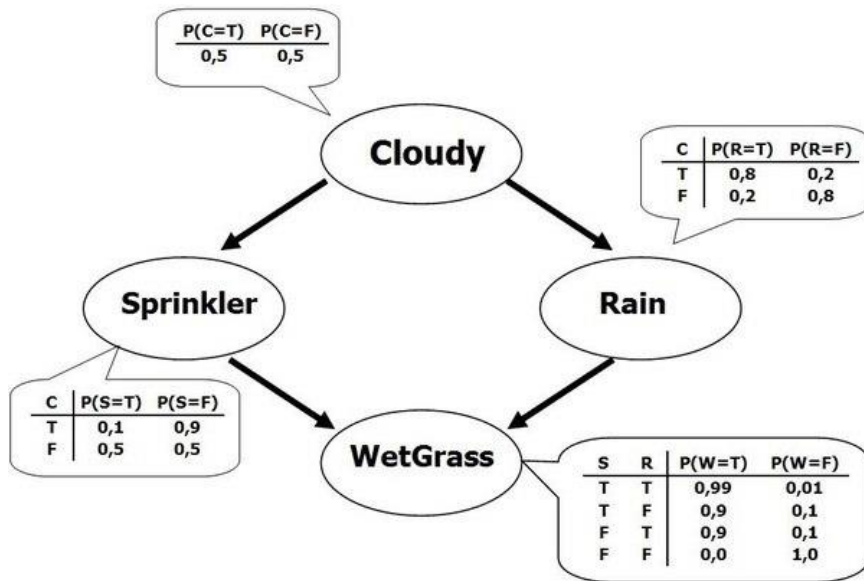 P(C=T) P(C=F)
0,5 0,5
Cloudy
C P(R=T) P(R=F)
T 0,8 0,2
F 0,2 0,8
Sprinkler
Rain
C P(S=T) P(S=F)
T 0,1 0,9
F 0,5 0,5
WetGrass
S R P(W=T) P(W=F)
T T 0,99 0,01
T F 0,9 0,1
F T 0,9 0,1
F F 0,0 1,0